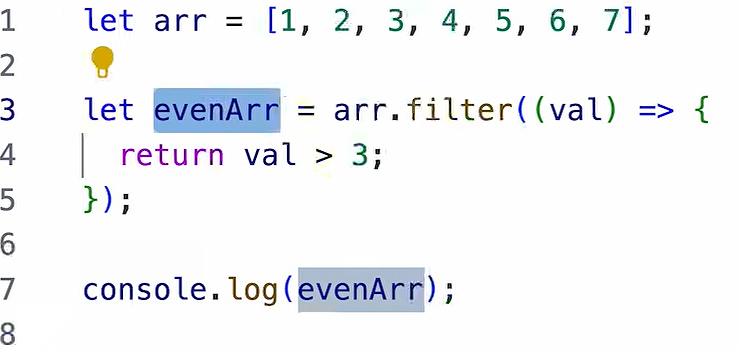 1 let arr = [1, 2, 3, 4, 5, 6, 7];
2
3 let evenArr = arr.filter((val) => {
4   return val > 3;
5 });
6
7 console.log(evenArr);
8